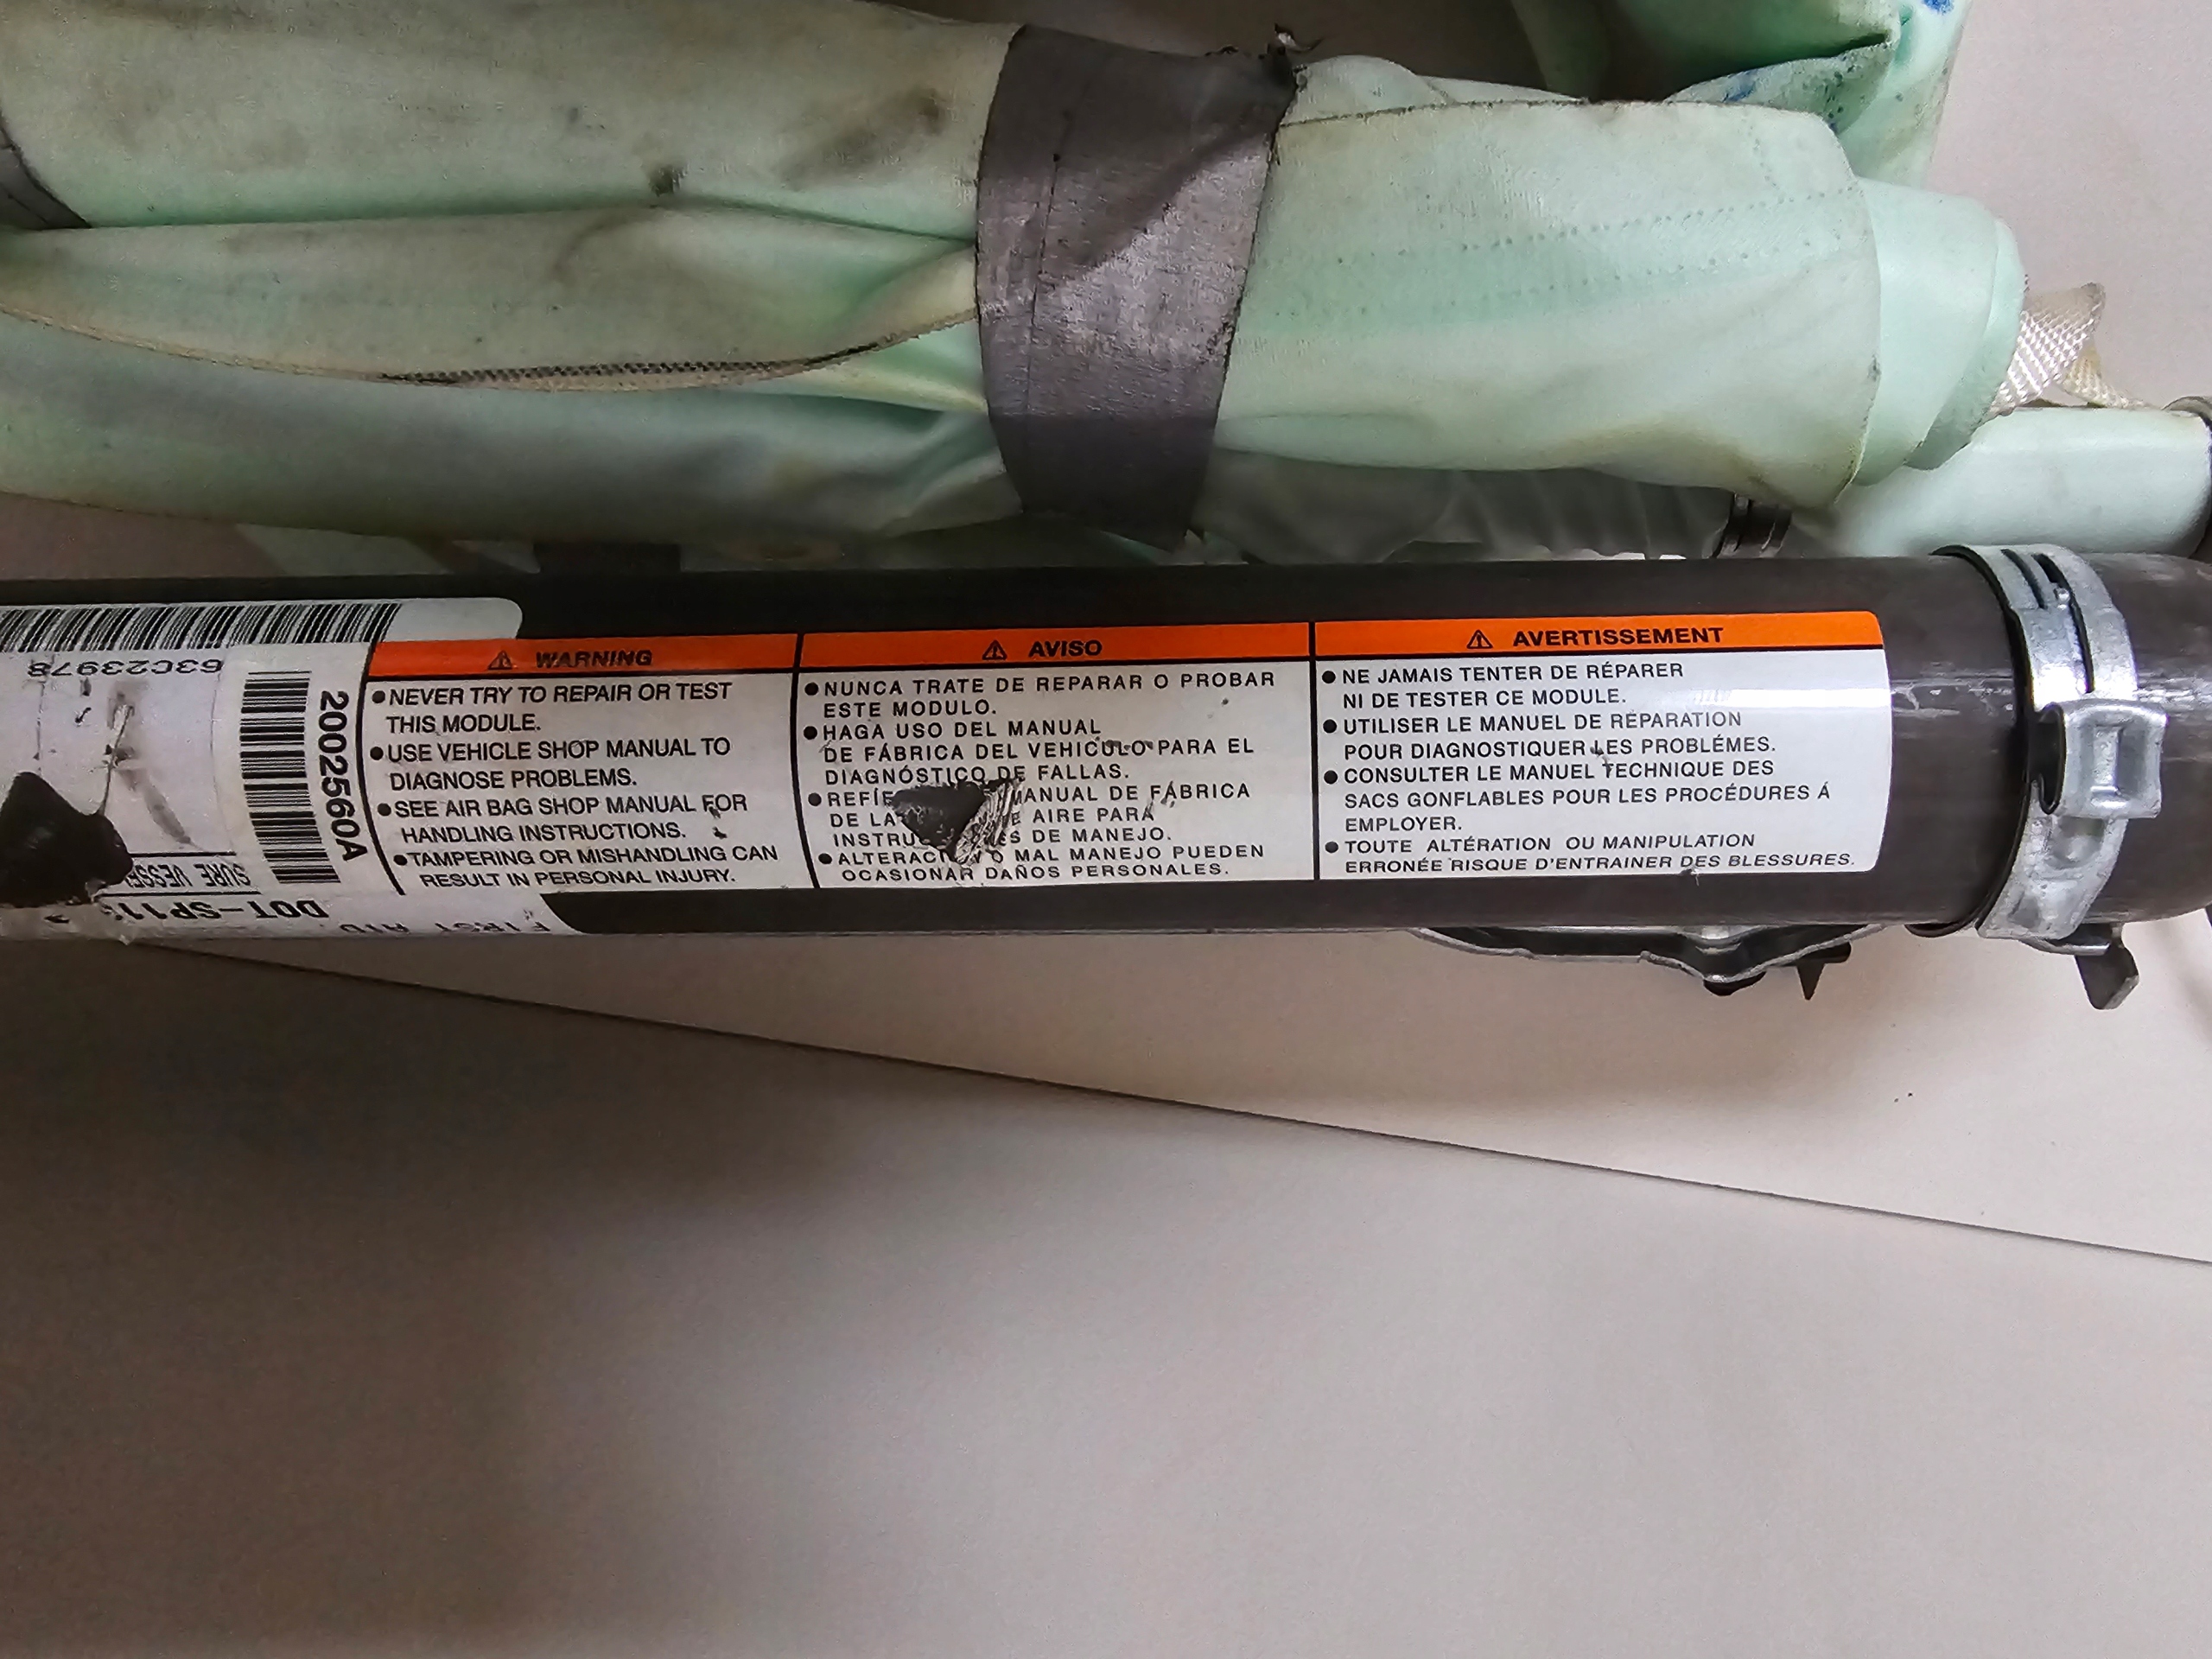 63C23978
20025600A
WARNING
●NEVER TRY TO REPAIR OR TEST
THIS MODULE.
●USE VEHICLE SHOP MANUAL TO
DIAGNOSE PROBLEMS.
●SEE AIR BAG SHOP MANUAL FOR
HANDLING INSTRUCTIONS.
●TAMPERING OR MISHANDLING CAN
RESULT IN PERSONAL INJURY.
AVISO
●NUNCA TRATE DE REPARAR O PROBAR
ESTE MODULO.
●HAGA USO DEL MANUAL
DE FÁBRICA DEL VEHICULO PARA EL
DIAGNÓSTICO DE FALLAS.
● MANUAL DE FÁBRICA
DE AIRE PARA
DE MANEJO.
● O MAL MANEJO PUEDEN
OCASIONAR DAÑOS PERSONALES.
AVERTISSEMENT
●NE JAMAIS TENTER DE RÉPARER
NI DE TESTER CE MODULE.
●UTILISER LE MANUEL DE RÉPARATION
POUR DIAGNOSTIQUER LES PROBLÉMES.
●CONSULTER LE MANUEL TECHNIQUE DES
SACS GONFLABLES POUR LES PROCÉDURES Á
EMPLOYER.
●TOUTE ALTÉRATION OU MANIPULATION
ERRONÉE RISQUE D'ENTRAINER DES BLESSURES.